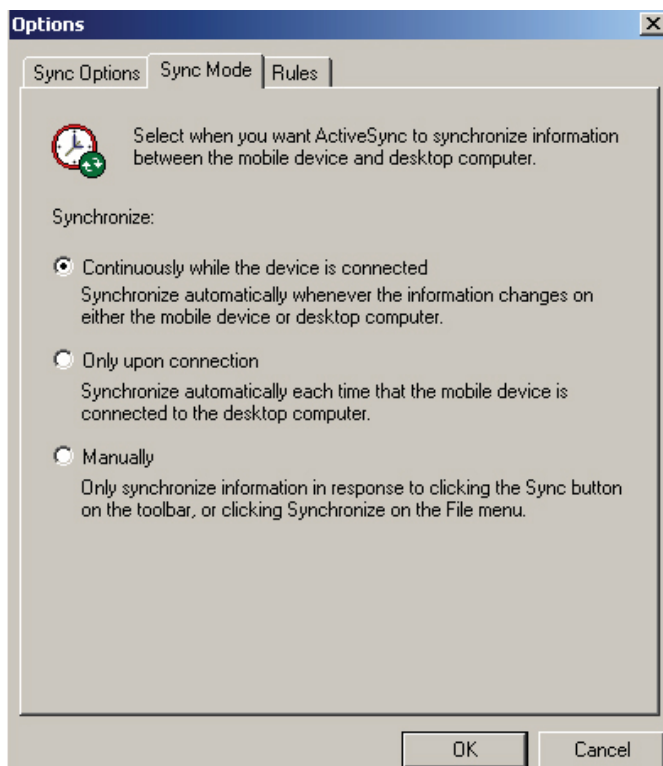 Options
Sync Options Sync Mode Rules
Select when you want ActiveSync to synchronize information
between the mobile device and desktop computer.
Synchronize:
Continuously while the device is connected
Synchronize automatically whenever the information changes on
either the mobile device or desktop computer.
Only upon connection
Synchronize automatically each time that the mobile device is
connected to the desktop computer.
Manually
Only synchronize information in response to clicking the Sync button
on the toolbar, or clicking Synchronize on the File menu.
OK Cancel